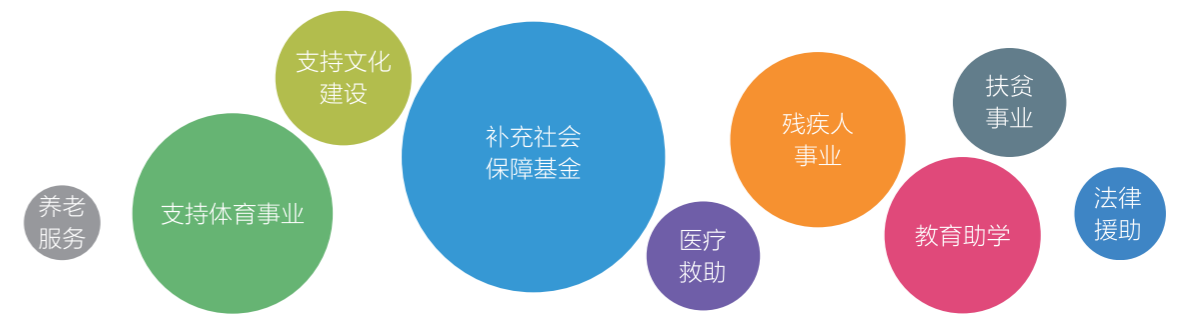 养老
服务
支持体育事业
支持文化
建设
补充社会
保障基金
医疗
救助
残疾人
事业
教育助学
扶贫
事业
法律
援助